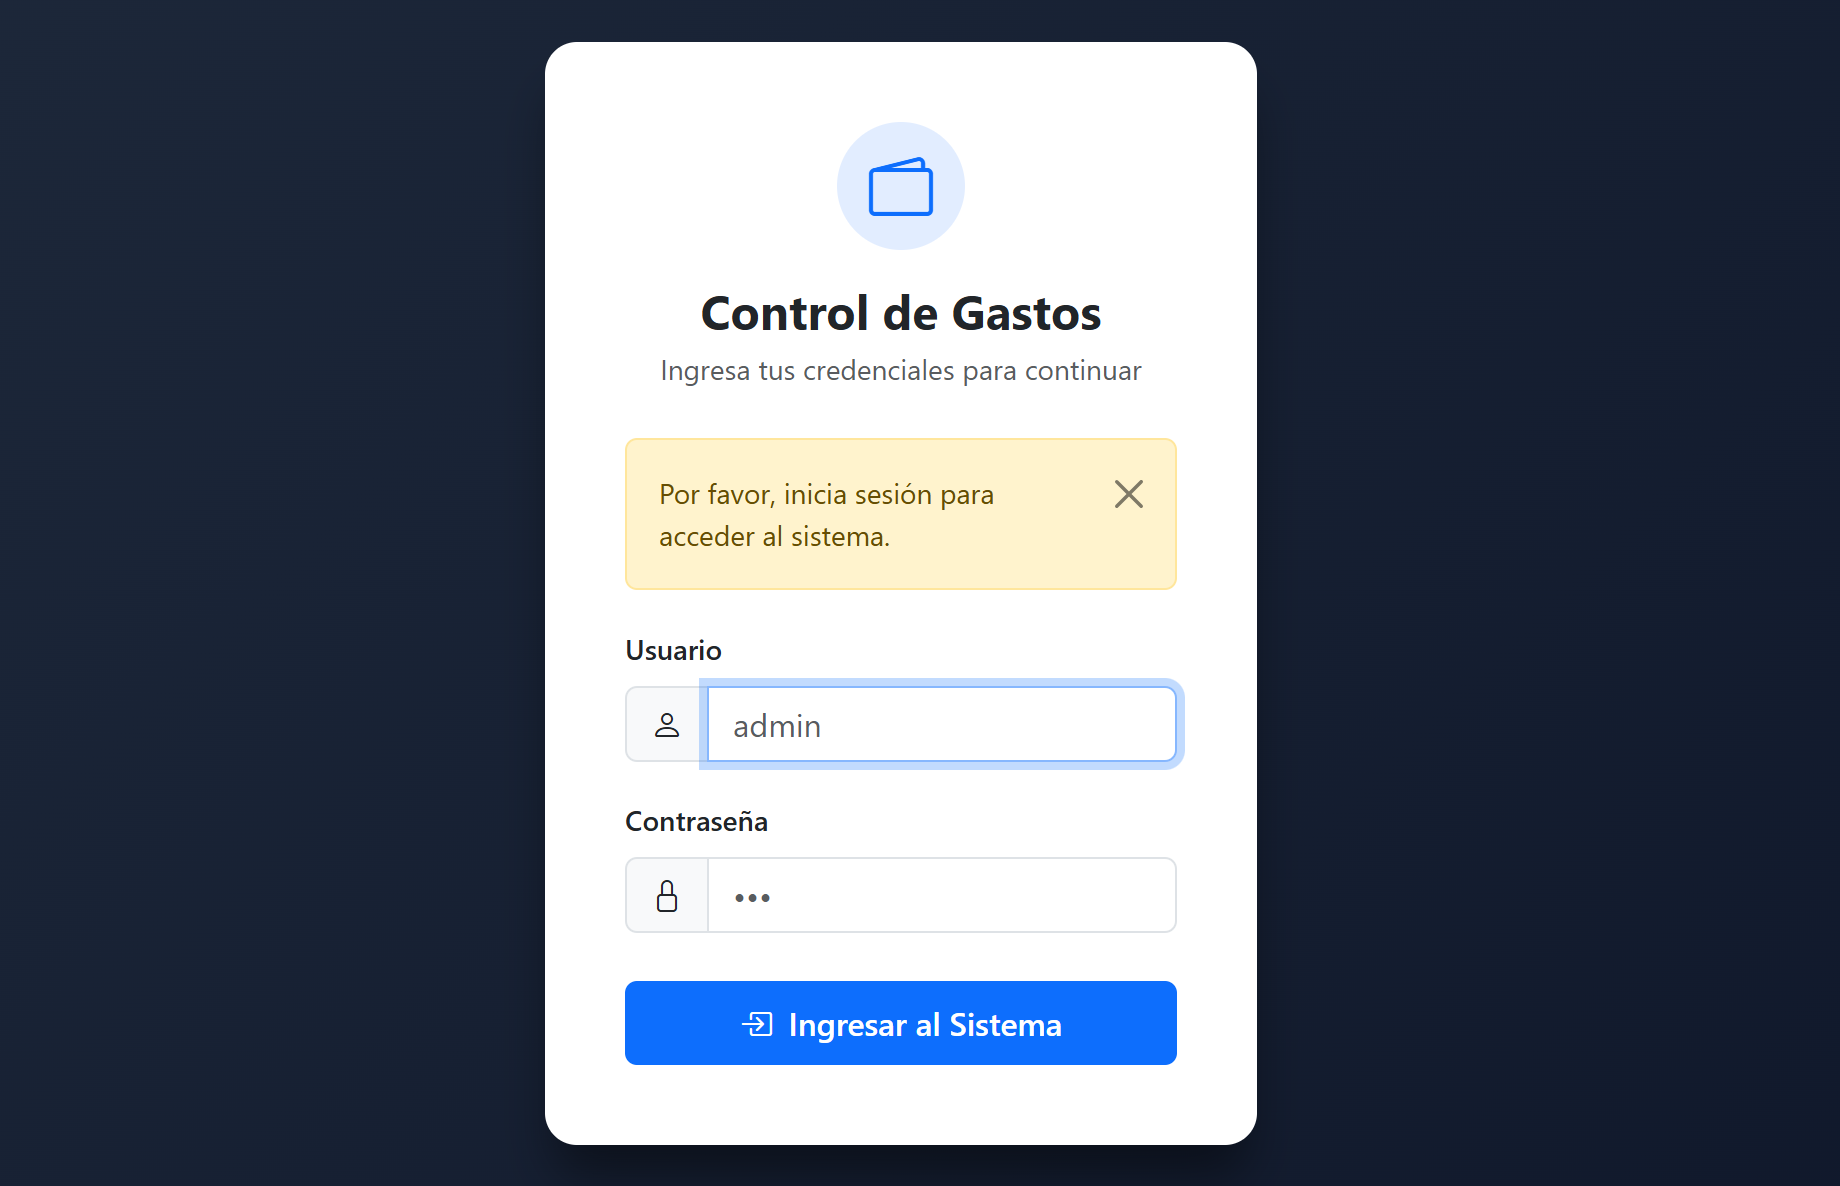 Control de Gastos
Ingresa tus credenciales para continuar
Por favor, inicia sesión para
acceder al sistema.
Usuario
admin
Contraseña
•••
Ingresar al Sistema